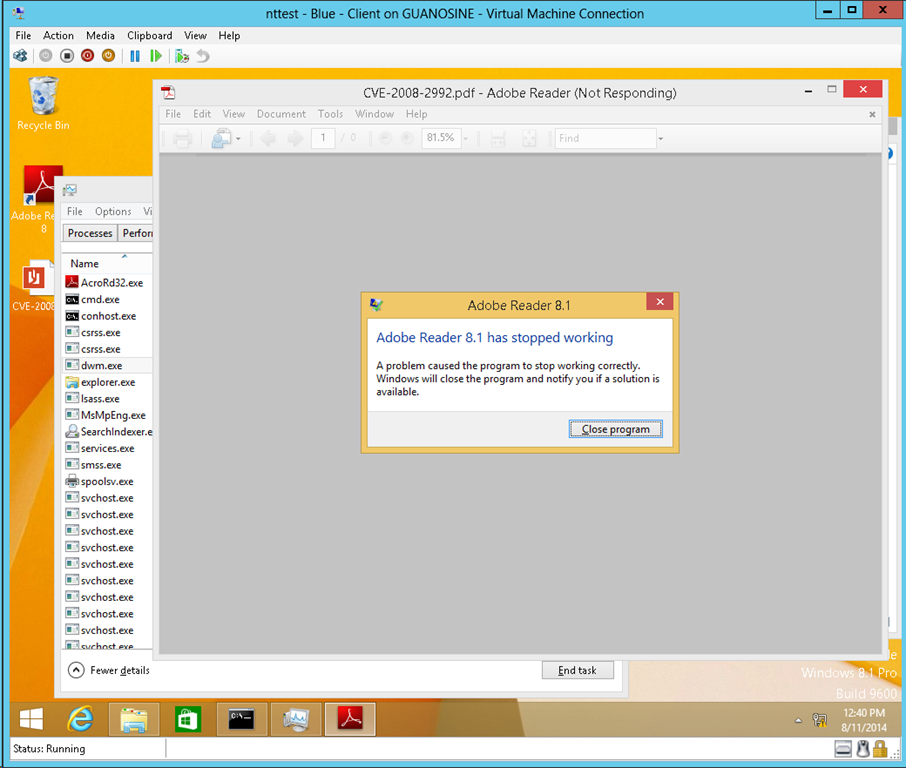 nttest - Blue - Client on GUANOSINE - Virtual Machine Connection
File Action Media Clipboard View Help
Recycle Bin
CVE-2008-2992.pdf - Adobe Reader (Not Responding)
File Edit View Document Tools Window Help
1 / 0 81.5% Find
Adobe Re
8
CVE-2008
File Options Vi
Processes Perforr
Name
AcroRd32.exe
cmd.exe
conhost.exe
csrss.exe
csrss.exe
dwm.exe
explorer.exe
lsass.exe
MsMpEng.exe
SearchIndexer.e
services.exe
smss.exe
spoolsv.exe
svchost.exe
svchost.exe
svchost.exe
svchost.exe
svchost.exe
svchost.exe
svchost.exe
svchost.exe
svchost.exe
svchost.exe
Adobe Reader 8.1
Adobe Reader 8.1 has stopped working
A problem caused the program to stop working correctly.
Windows will close the program and notify you if a solution is
available.
Close program
Fewer details
End task
Windows 8.1 Pro
Build 9600
12:40 PM
8/11/2014
Status: Running